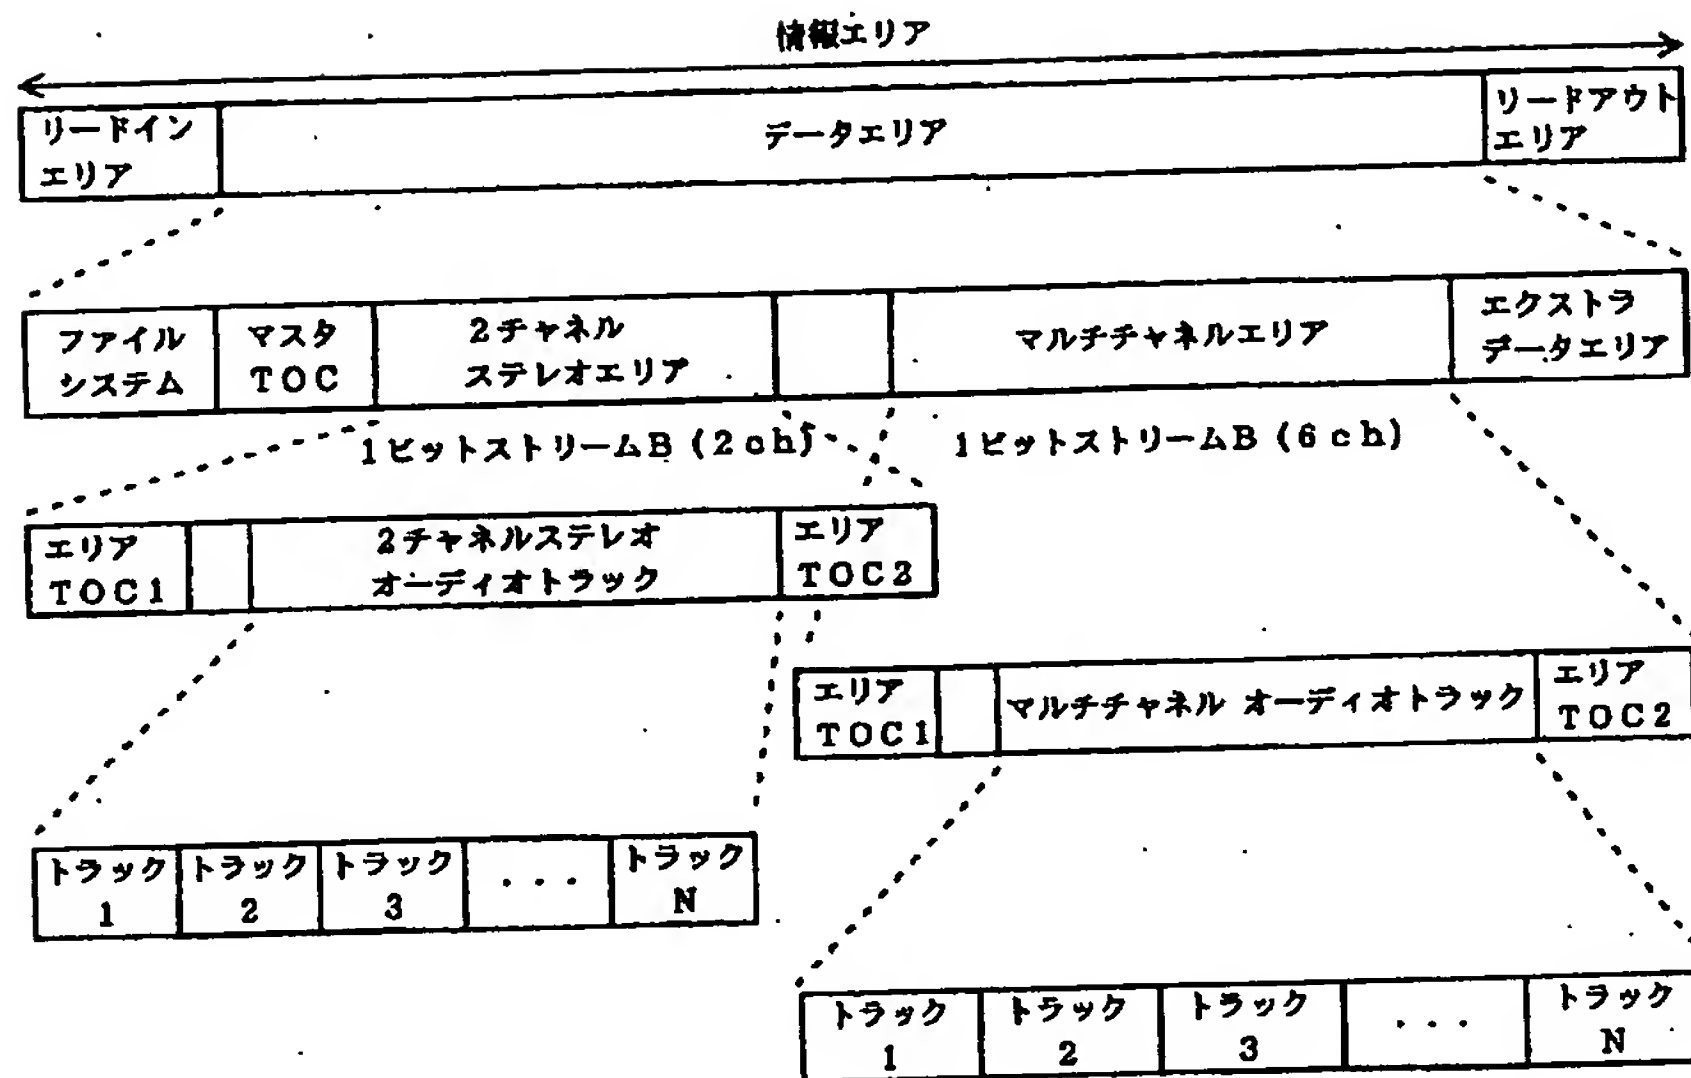 情報エリア
リードイン
エリア
データエリア
リードアウト
エリア
ファイル
システム
マスタ
TOC
2チャネル
ステレオエリア
マルチチャネルエリア
エクストラ
データエリア
1ビットストリームB (2ch)
1ビットストリームB (6ch)
エリア
TOC1
2チャネルステレオ
オーディオトラック
エリア
TOC2
エリア
TOC1
マルチチャネル オーディオトラック
エリア
TOC2
トラック
1
トラック
2
トラック
3
...
トラック
N
トラック
1
トラック
2
トラック
3
...
トラック
N